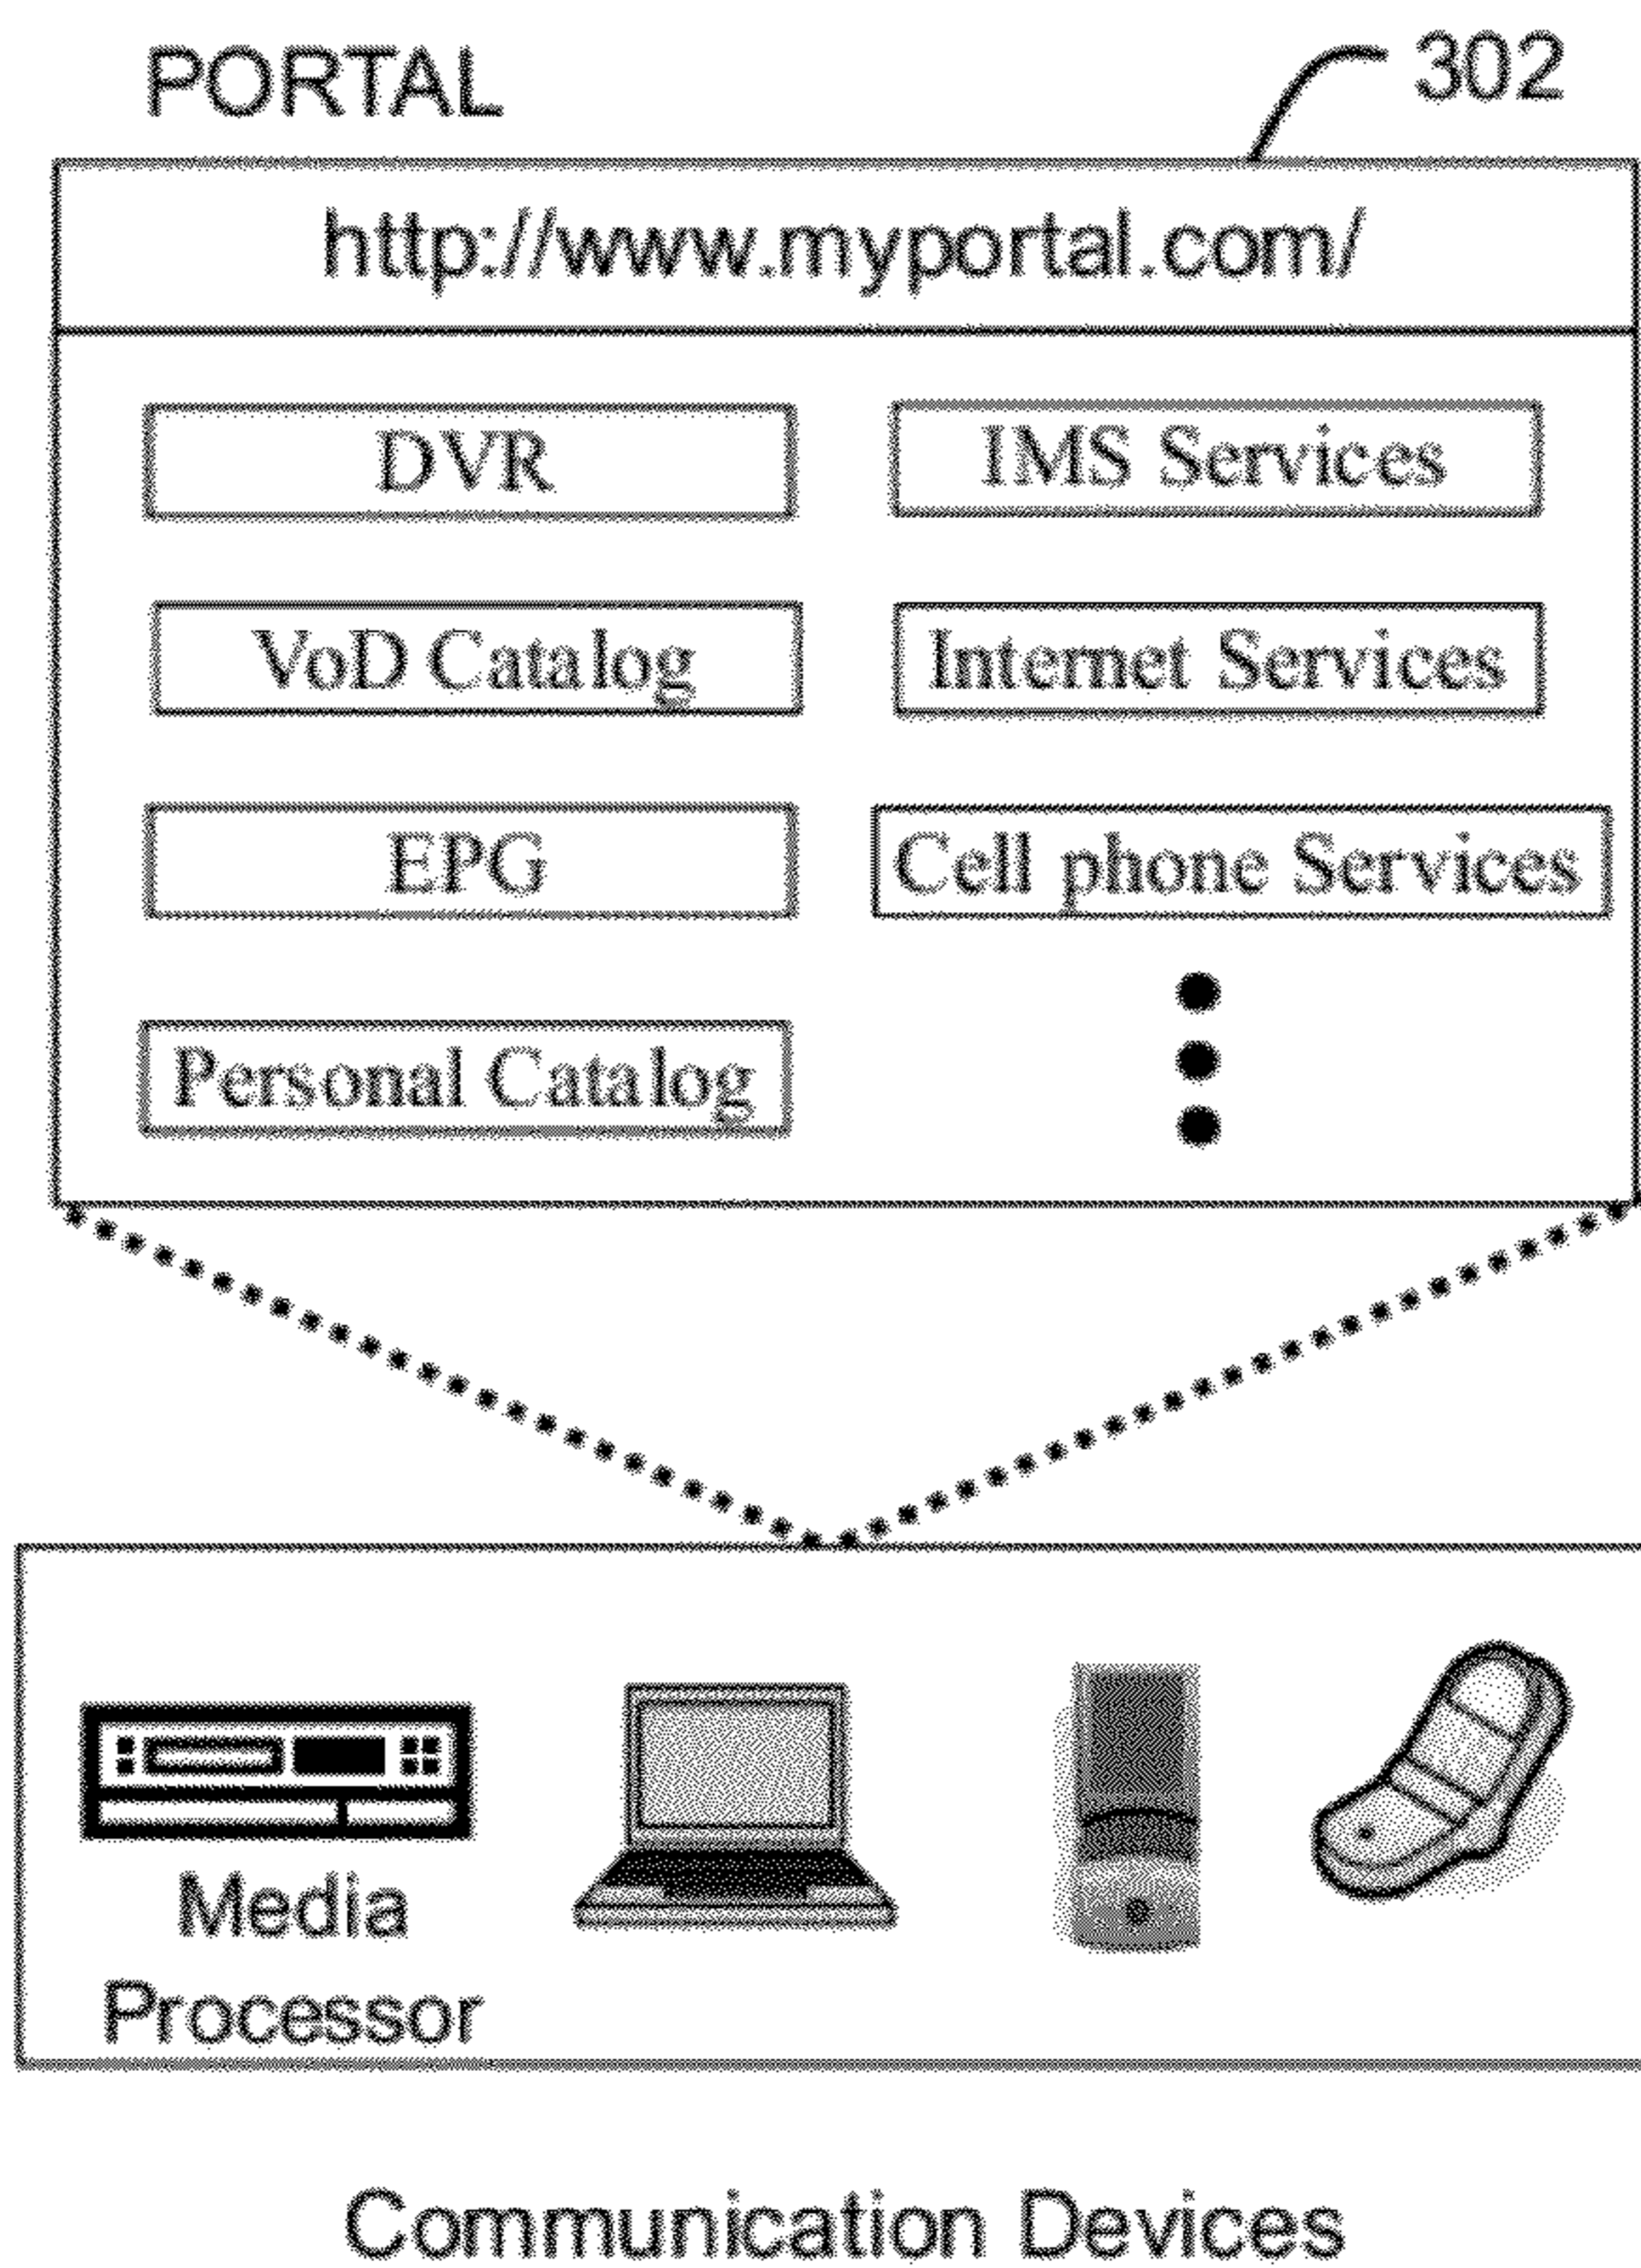 PORTAL
302
http://www.myportal.com/
DVR
IMS Services
VoD Catalog
Internet Services
EPG
Cell phone Services
Personal Catalog
Media
Processor
Communication Devices